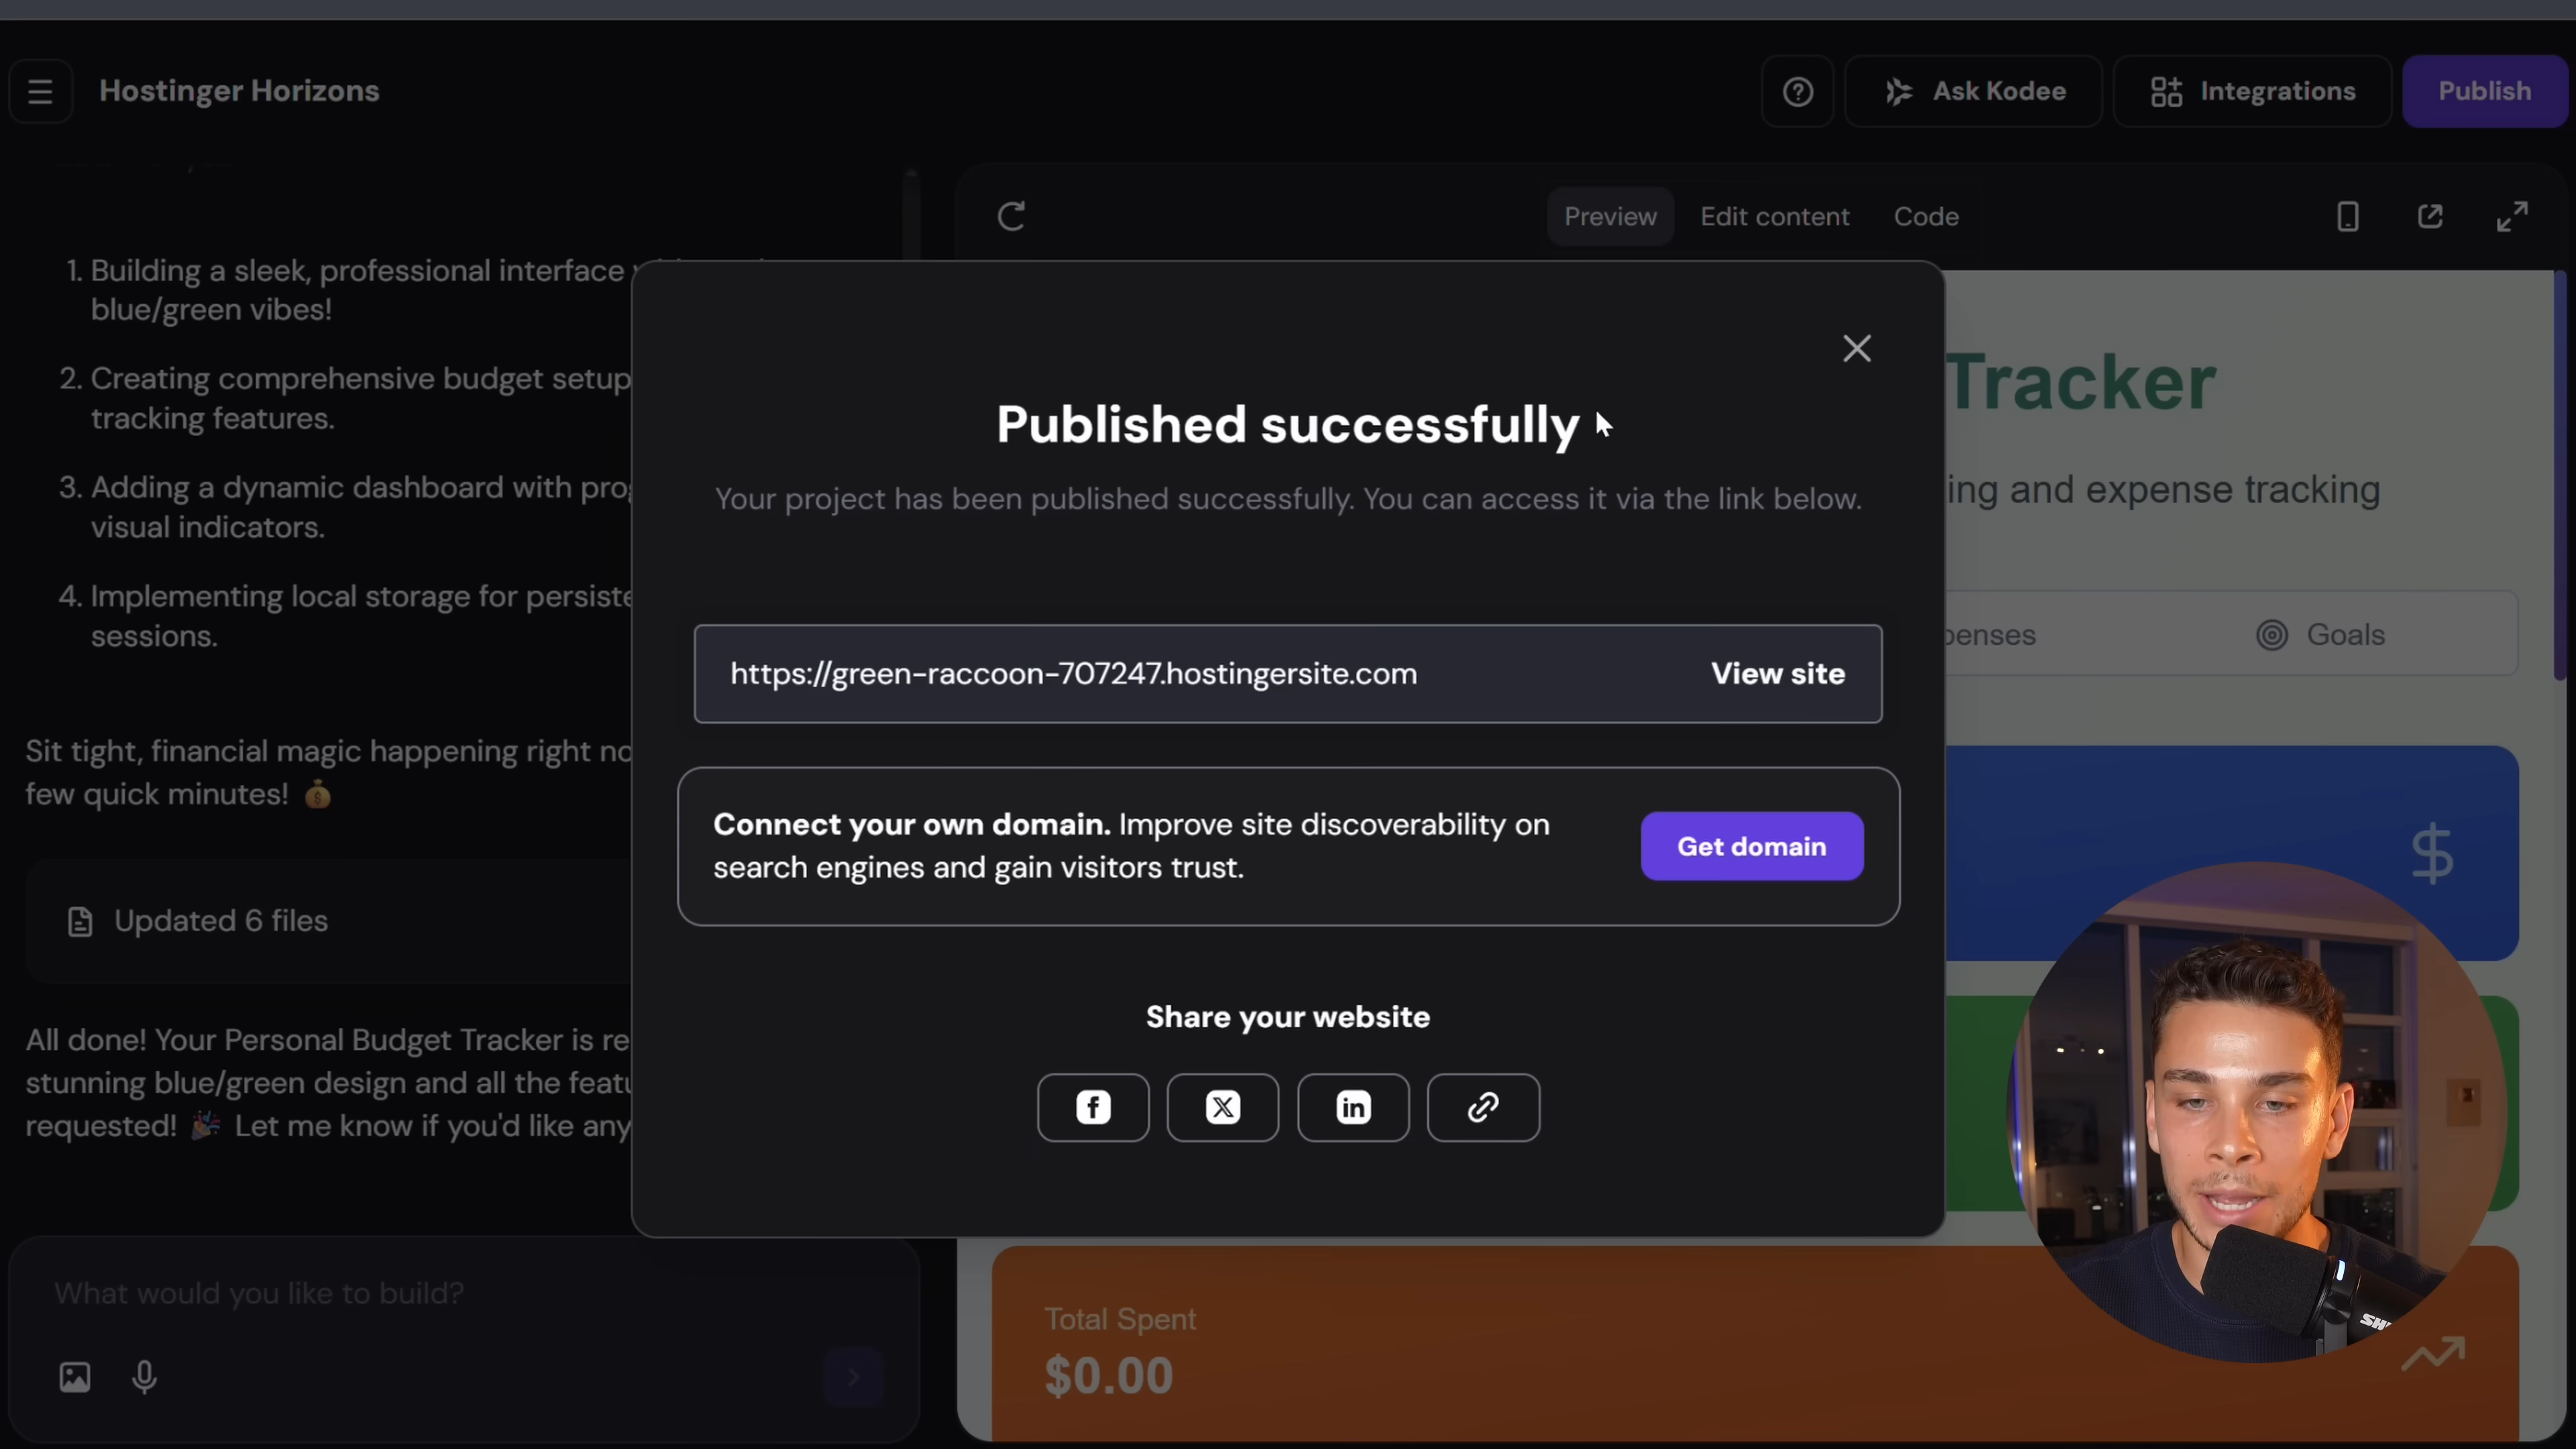 Hostinger Horizons
Ask Kodee
Integrations
Publish
Preview
Edit content
Code
1. Building a sleek, professional interface
blue/green vibes!
2. Creating comprehensive budget setup
tracking features.
3. Adding a dynamic dashboard with
visual indicators.
4. Implementing local storage for
sessions.
Sit tight, financial magic happening right
few quick minutes! 💰
Updated 6 files
All done! Your Personal Budget Tracker is
stunning blue/green design and all the
requested! 🎉 Let me know if you'd like any
What would you like to build?
Published successfully
Your project has been published successfully. You can access it via the link below.
https://green-raccoon-707247.hostingersite.com
View site
Connect your own domain. Improve site discoverability on
search engines and gain visitors trust.
Get domain
Share your website
Tracker
ing and expense tracking
penses
Goals
$
Total Spent
$0.00